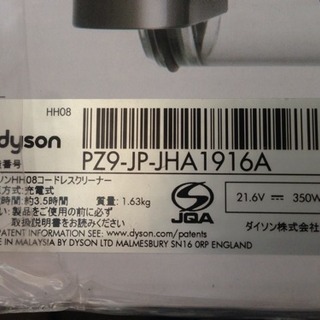 HH08
dyson
番号
PZ9-JP-JHA1916A
ソンHH08コードレスクリーナー
方式: 充電式
時間: 約3.5時間 質量: 1.63kg
い: 製品をご使用の前に必ず
取扱説明書をお読みください
JQA
21.6V ⎓ 350W
PATENT INFORMATION SEE: www.dyson.com/patents
E IN MALAYSIA BY DYSON LTD MALMESBURY SN16 0RP ENGLAND
ダイソン株式会